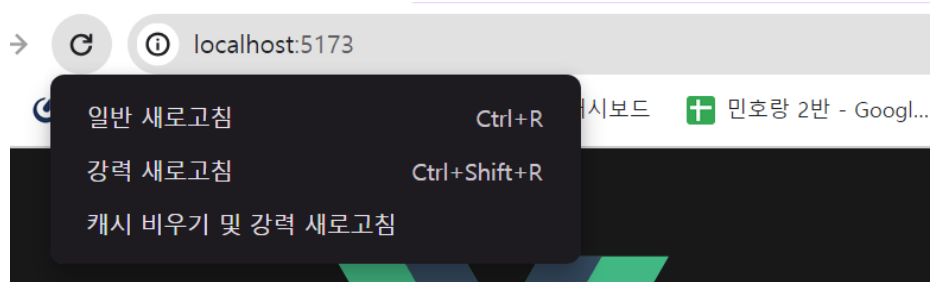 localhost:5173
시보드 민호랑 2반 - Googl...
일반 새로고침 Ctrl+R
강력 새로고침 Ctrl+Shift+R
캐시 비우기 및 강력 새로고침